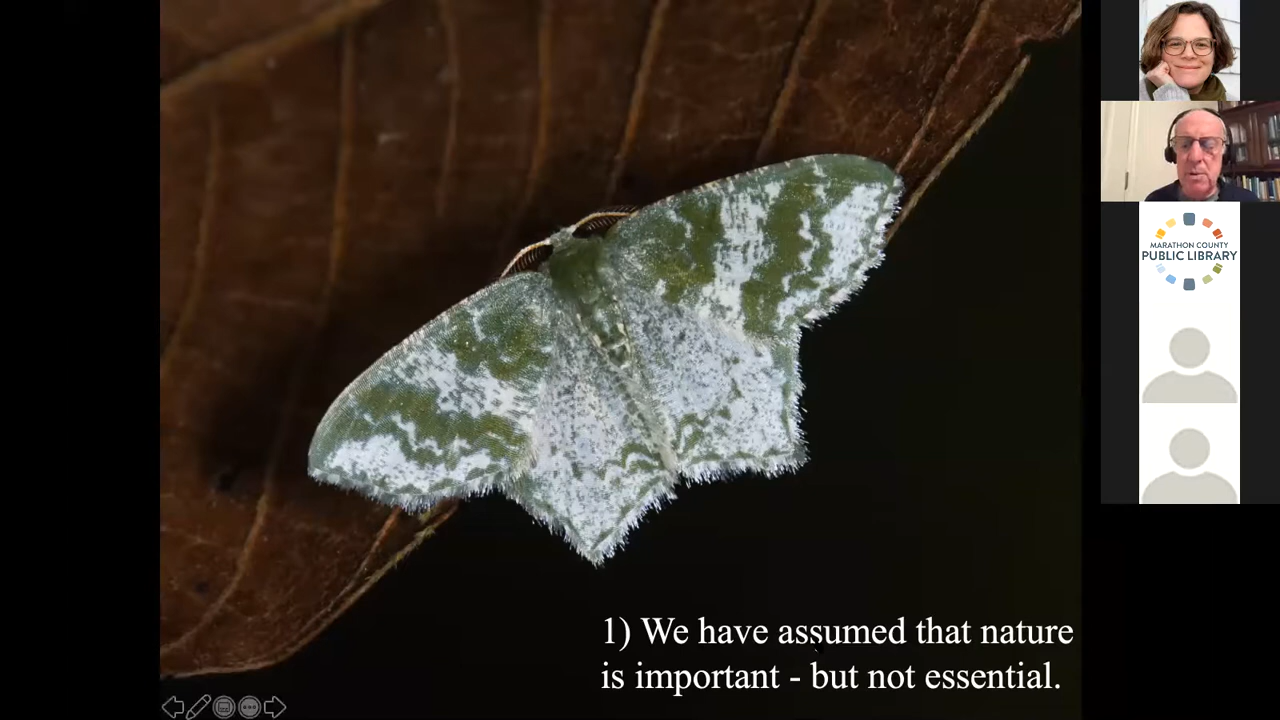 MARATHON COUNTY
PUBLIC LIBRARY
1) We have assumed that nature
is important - but not essential.